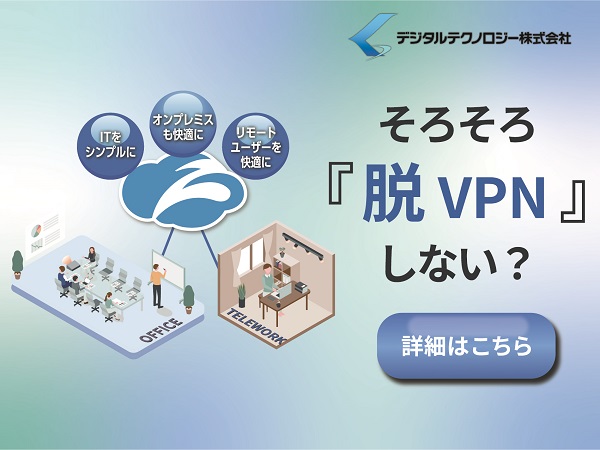 デジタルテクノロジー株式会社
ITを
シンプルに
オンプレミス
も快適に
リモート
ユーザーを
快適に
そろそろ
『脱VPN』
しない？
OFFICE
TELEWORK
詳細はこちら